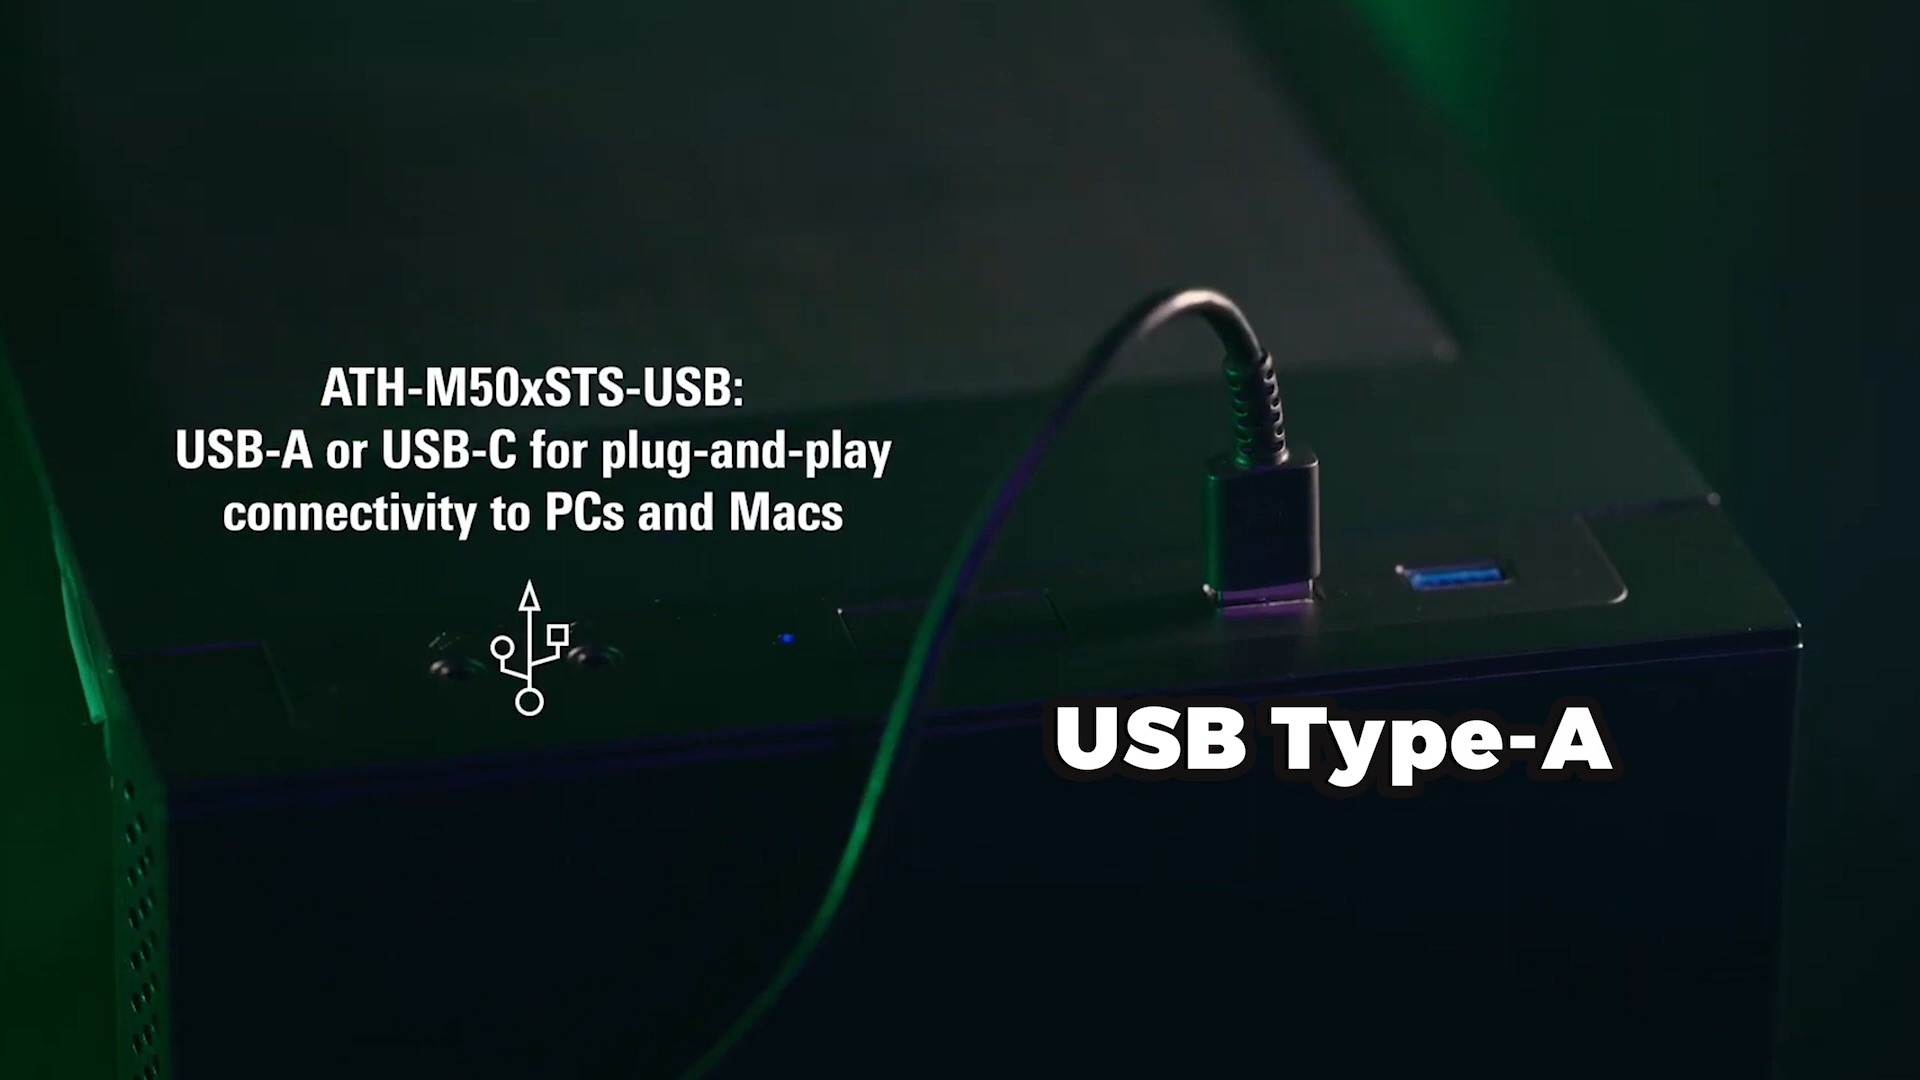 ATH-M50xSTS-USB:
USB-A or USB-C for plug-and-play
connectivity to PCs and Macs
USB Type-A